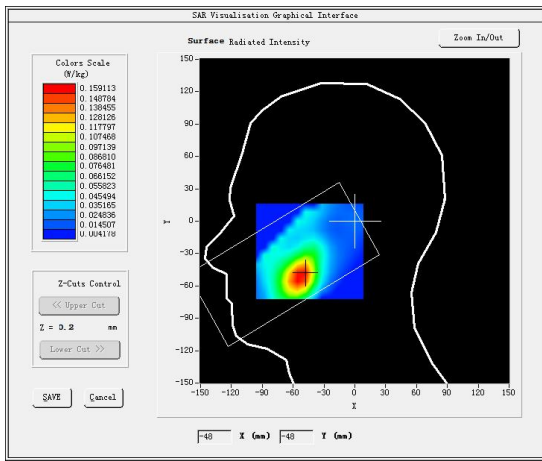 SAR Visualisation Graphical Interface
Surface Radiated Intensity
Zoom In/Out
Colors Scale
(W/kg)
0.159113
0.148784
0.138455
0.128126
0.117797
0.107468
0.097139
0.086810
0.076481
0.066152
0.055823
0.045494
0.035165
0.024836
0.014507
0.004178
Z-Cuts Control
<< Upper Cut
Z = 3.2 mm
Lower Cut >>
SAVE
Cancel
150
120
90
60
30
0
-30
-60
-90
-120
-150
Y
-150 -120 -90 -60 -30 0 30 60 90 120 150
X
-48 X (mm) -48 Y (mm)